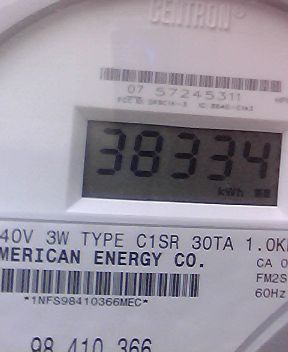 CENTRON®
07 57245311
38334
kWh
40V 3W TYPE C1SR 30TA 1.0K
MERICAN ENERGY CO.
CA 0
FM2S
60Hz
*1NFS98410366MEC*
98 410 366